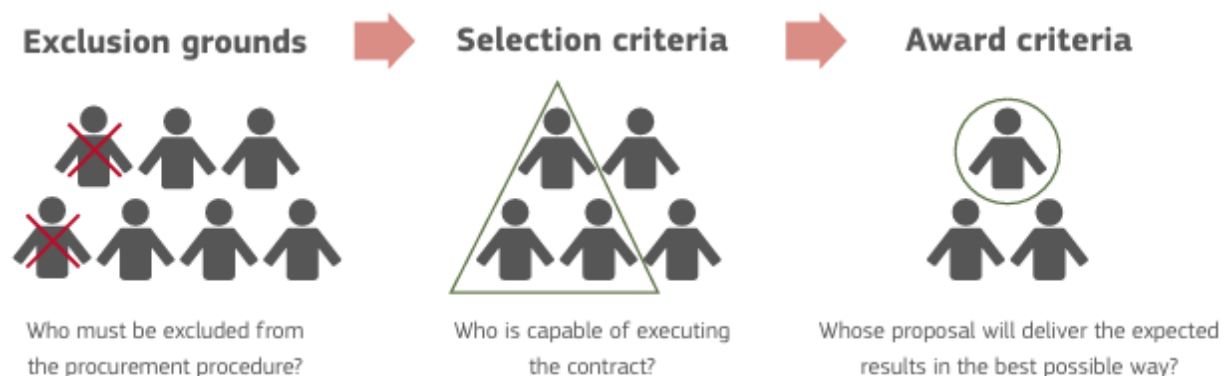 Exclusion grounds
Selection criteria
Award criteria
Who must be excluded from
the procurement procedure?
Who is capable of executing
the contract?
Whose proposal will deliver the expected
results in the best possible way?